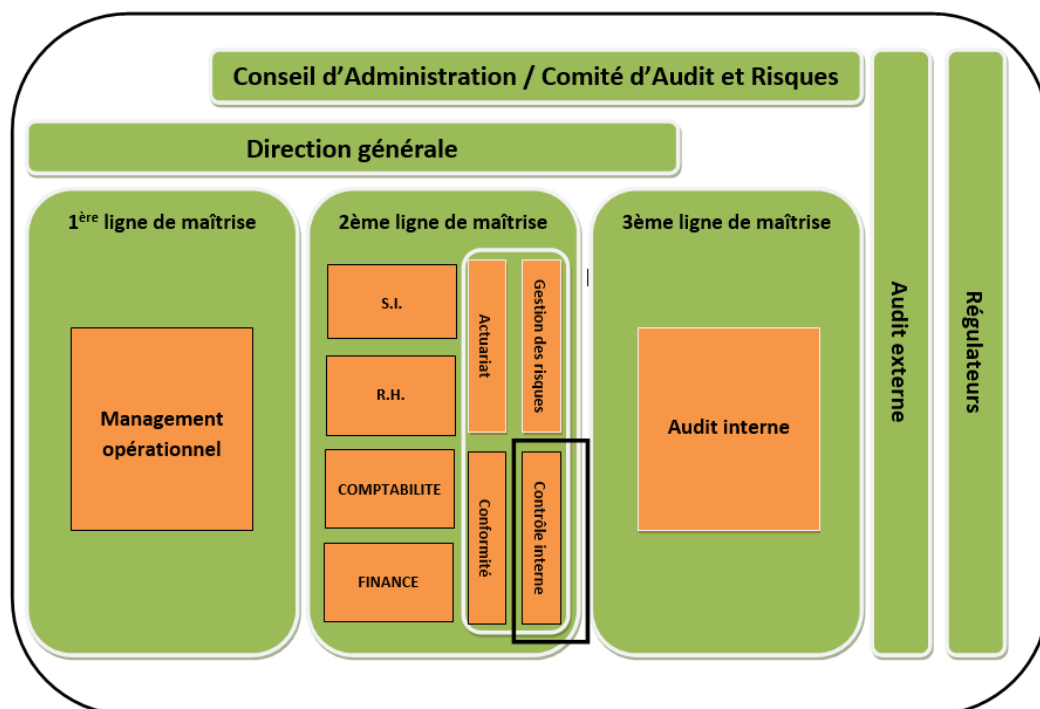 Conseil d’Administration / Comité d’Audit et Risques
Direction générale
1ère ligne de maîtrise
Management
opérationnel
2ème ligne de maîtrise
S.I.
R.H.
COMPTABILITE
FINANCE
Actuariat
Gestion des risques
Conformité
Contrôle interne
3ème ligne de maîtrise
Audit interne
Audit externe
Régulateurs